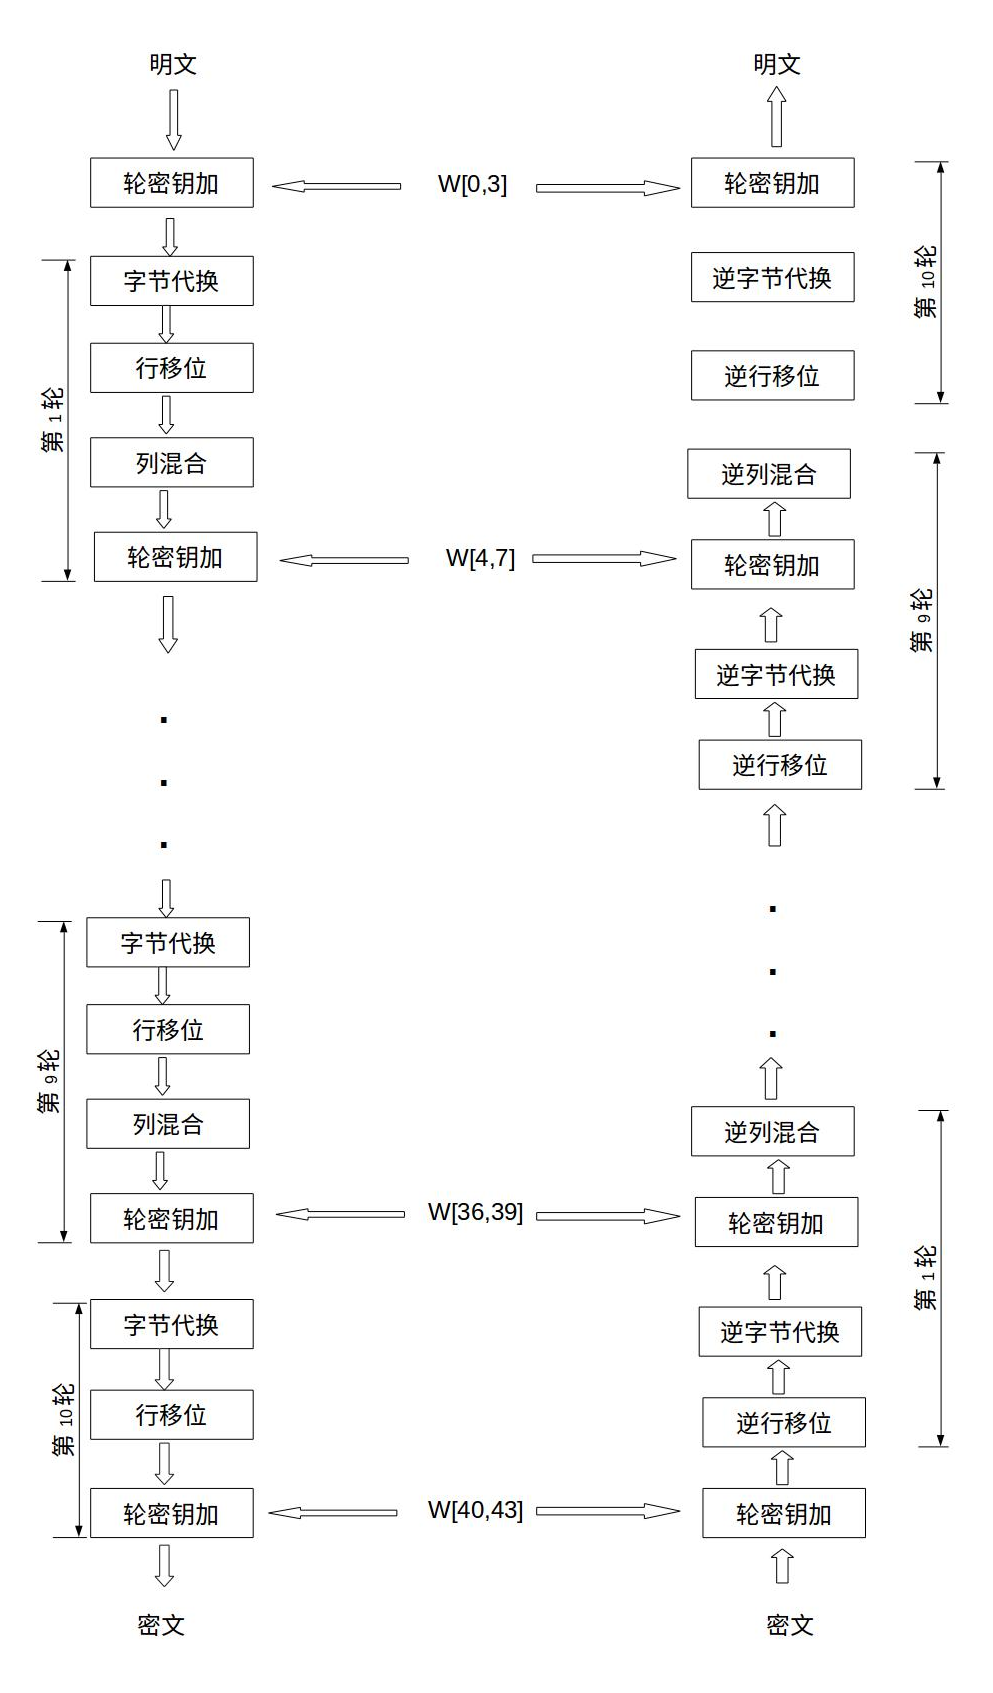 明文
轮密钥加
字节代换
行移位
列混合
轮密钥加
第 1 轮
.
.
.
字节代换
行移位
列混合
轮密钥加
第 9 轮
字节代换
行移位
轮密钥加
第 10 轮
密文
W[0,3]
W[4,7]
W[36,39]
W[40,43]
明文
轮密钥加
逆字节代换
逆行移位
第 10 轮
逆列混合
轮密钥加
逆字节代换
逆行移位
第 9 轮
.
.
.
逆列混合
轮密钥加
逆字节代换
逆行移位
第 1 轮
轮密钥加
密文